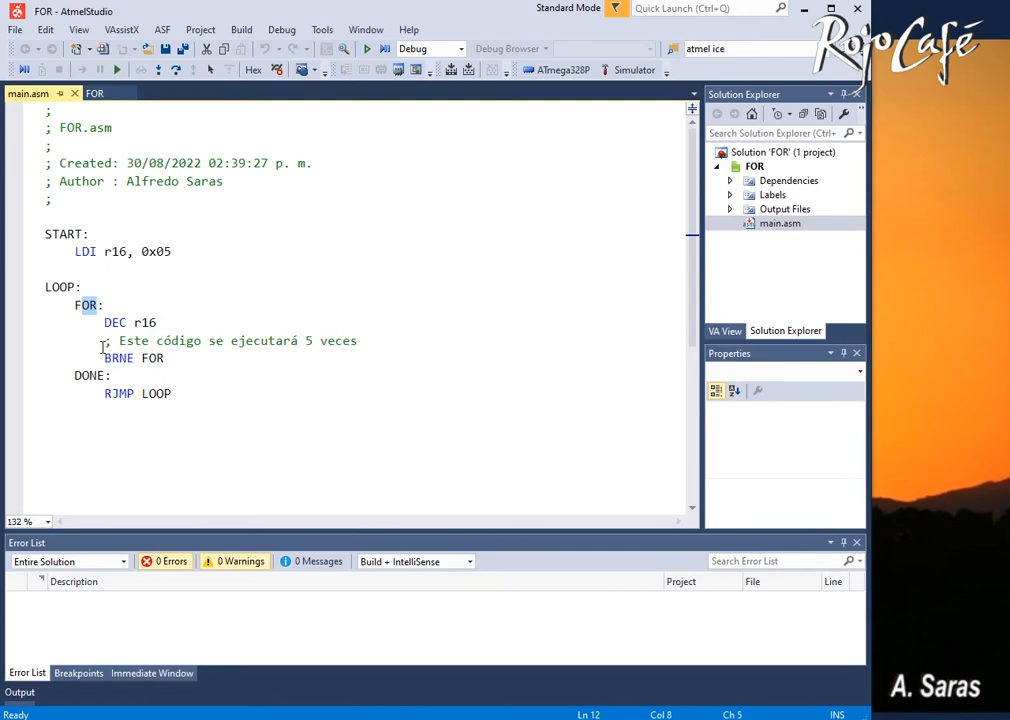 FOR - AtmelStudio
Standard Mode
Quick Launch (Ctrl+Q)
RojoCafé
File Edit View VAssistX ASF Project Build Debug Tools Window Help
Debug
Debug Browser
atmel ice
Hex
ATmega328P
Simulator
main.asm
FOR
;
; FOR.asm
;
; Created: 30/08/2022 02:39:27 p. m.
; Author : Alfredo Saras
;
START:
LDI r16, 0x05
LOOP:
FOR:
DEC r16
; Este código se ejecutará 5 veces
BRNE FOR
DONE:
RJMP LOOP
132 %
Solution Explorer
Search Solution Explorer (Ctrl+
Solution 'FOR' (1 project)
FOR
Dependencies
Labels
Output Files
main.asm
VA View
Solution Explorer
Properties
Error List
Entire Solution
0 Errors
0 Warnings
0 Messages
Build + IntelliSense
Search Error List
Description
Project
File
Line
Error List
Breakpoints
Immediate Window
Output
Ready
Ln 12
Col 8
Ch 5
INS
A. Saras